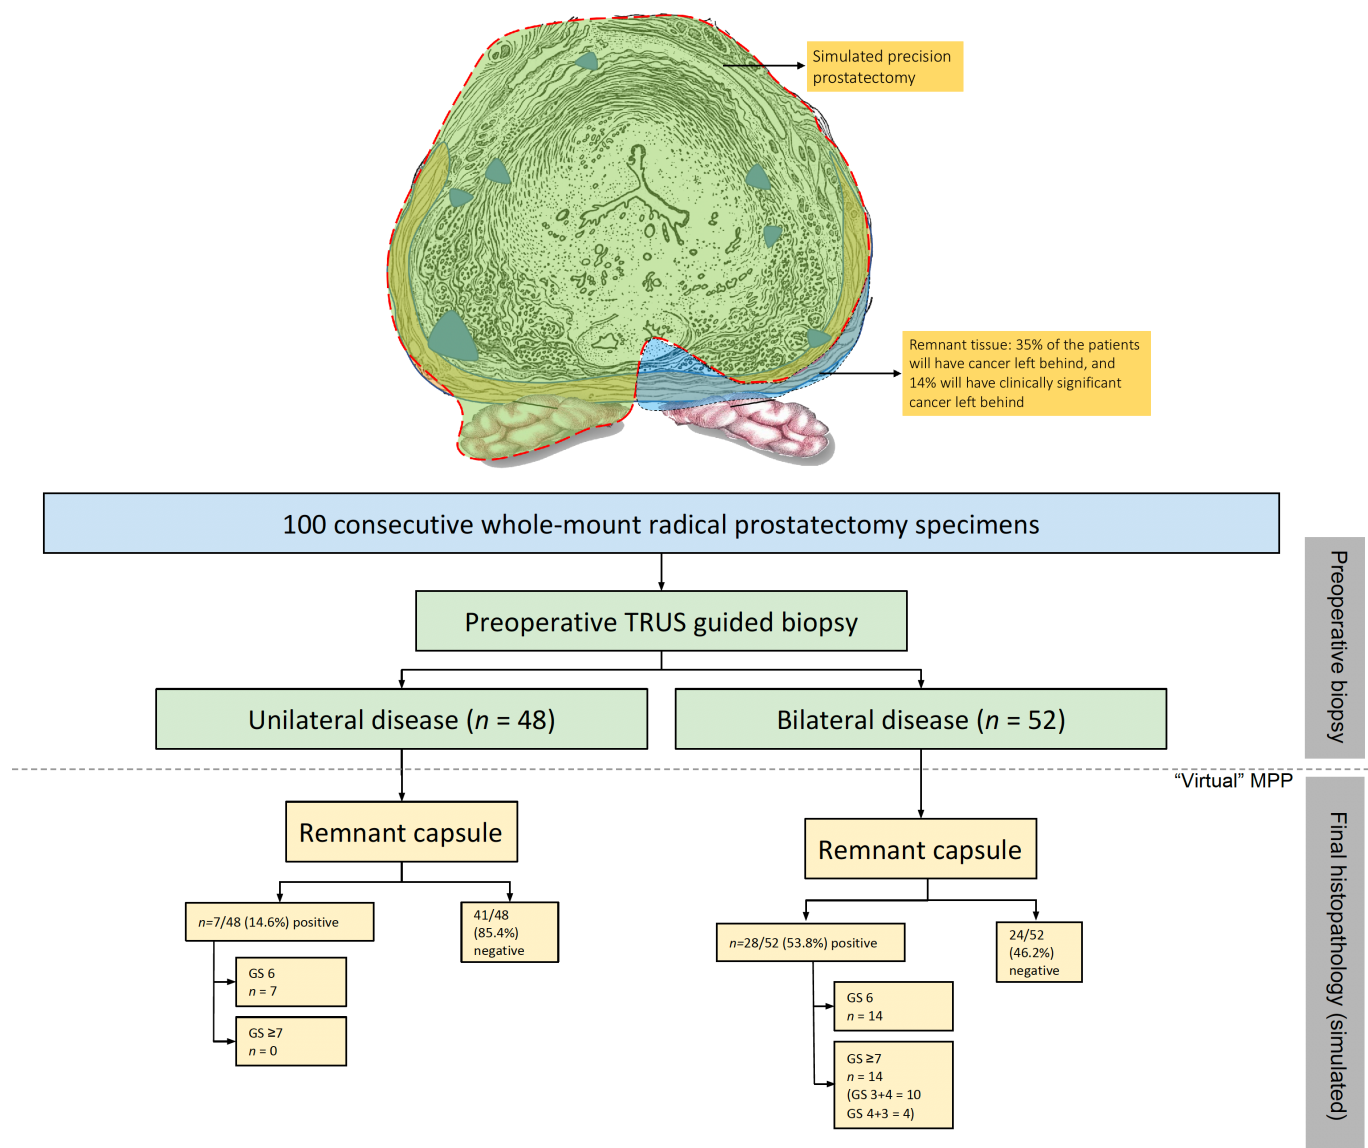 Simulated precision
prostatectomy
Remnant tissue: 35% of the patients
will have cancer left behind, and
14% will have clinically significant
cancer left behind
100 consecutive whole-mount radical prostatectomy specimens
Preoperative TRUS guided biopsy
Unilateral disease (n = 48)
Bilateral disease (n = 52)
Preoperative biopsy
“Virtual” MPP
Remnant capsule
n=7/48 (14.6%) positive
41/48
(85.4%)
negative
GS 6
n = 7
GS ≥7
n = 0
Remnant capsule
n=28/52 (53.8%) positive
24/52
(46.2%)
negative
GS 6
n = 14
GS ≥7
n = 14
(GS 3+4 = 10
GS 4+3 = 4)
Final histopathology (simulated)